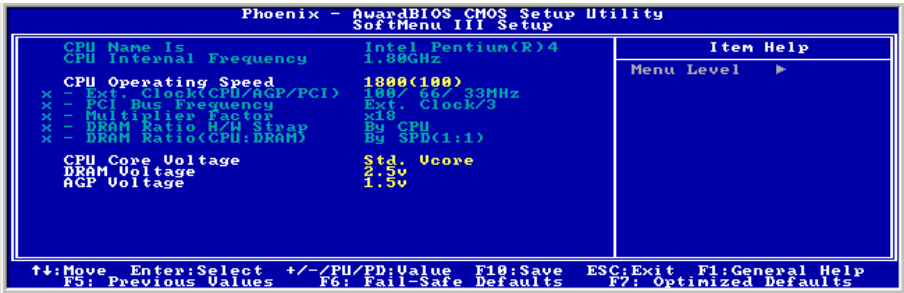 Phoenix - AwardBIOS CMOS Setup Utility
SoftMenu III Setup
CPU Name Is Intel Pentium(R)4
CPU Internal Frequency 1.80GHz
CPU Operating Speed 1800(100)
x - Ext. Clock(CPU/AGP/PCI) 100/ 66/ 33MHz
x - PCI Bus Frequency Ext. Clock/3
x - Multiplier Factor x18
x - DRAM Ratio H/W Strap By CPU
x - DRAM Ratio(CPU:DRAM) By SPD(1:1)
CPU Core Voltage Std. Vcore
DRAM Voltage 2.5v
AGP Voltage 1.5v
Item Help
Menu Level ►
↑↓:Move Enter:Select +/-/PU/PD:Value F10:Save ESC:Exit F1:General Help
F5: Previous Values F6: Fail-Safe Defaults F7: Optimized Defaults